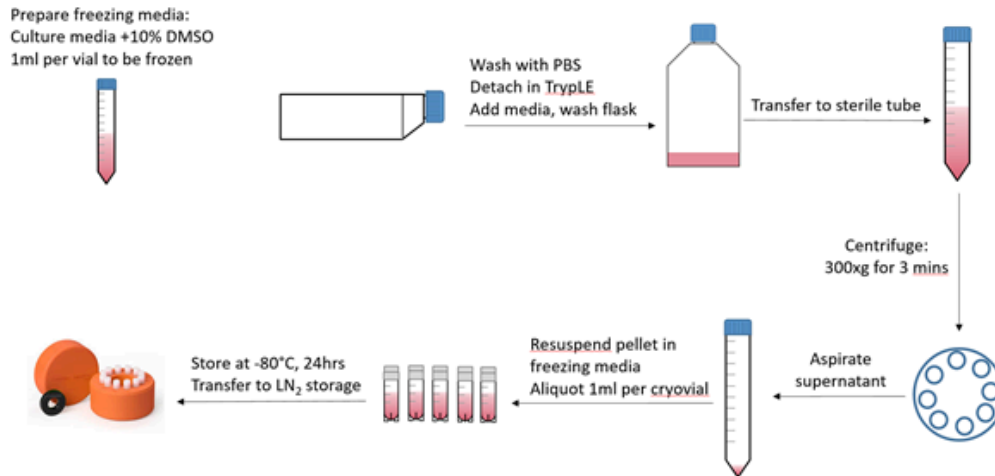 Prepare freezing media:
Culture media +10% DMSO
1ml per vial to be frozen
Wash with PBS
Detach in TrypLE
Add media, wash flask
Transfer to sterile tube
Centrifuge:
300xg for 3 mins
Aspirate
supernatant
Resuspend pellet in
freezing media
Aliquot 1ml per cryovial
Store at -80°C, 24hrs
Transfer to LN₂ storage